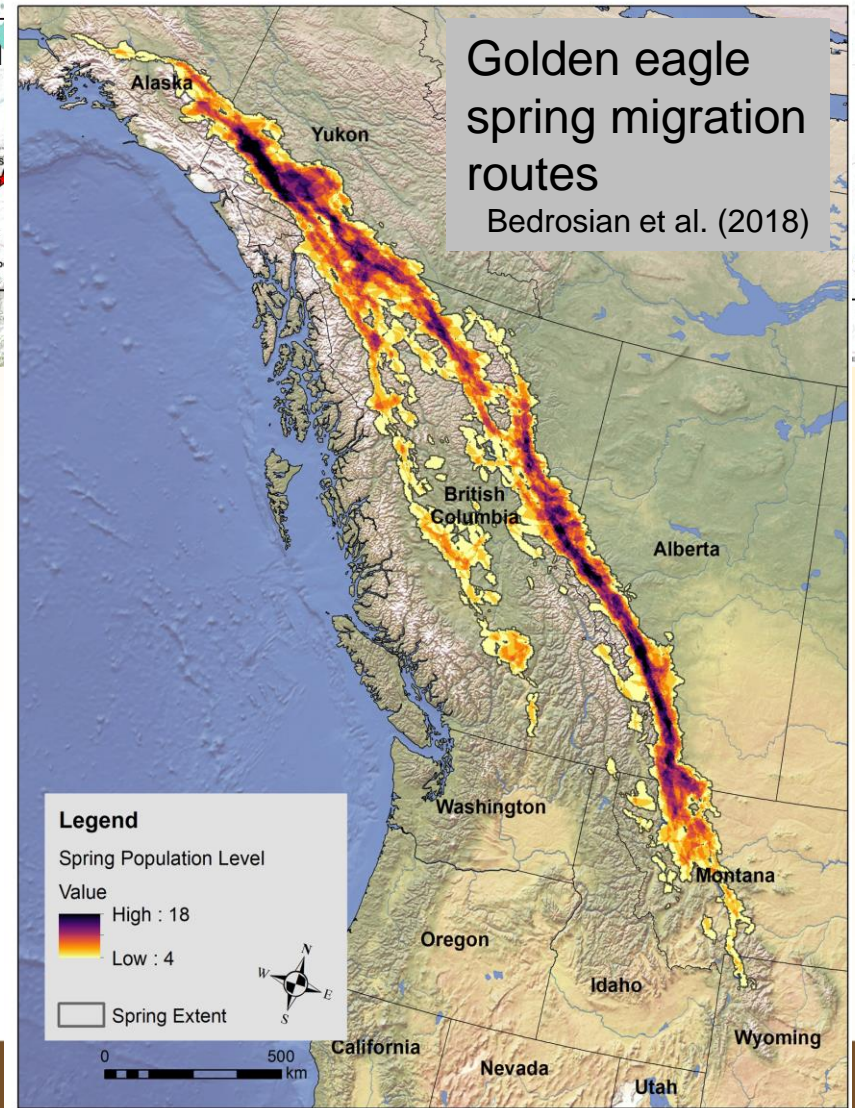 Golden eagle
spring migration
routes
Bedrosian et al. (2018)
Alaska
Yukon
British
Columbia
Alberta
Washington
Montana
Oregon
Idaho
Wyoming
California
Nevada
Utah
Legend
Spring Population Level
Value
High : 18
Low : 4
N
W
E
S
Spring Extent
0 500
km